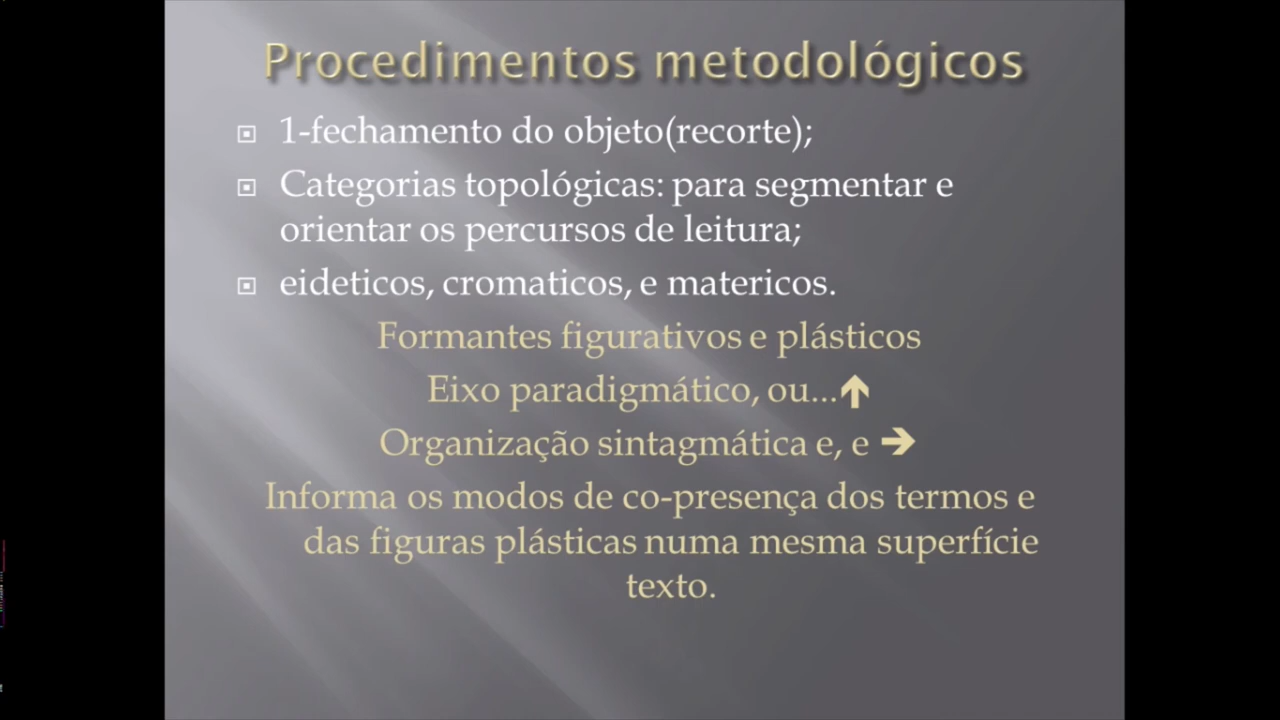 Procedimentos metodológicos
1-fechamento do objeto(recorte);
Categorias topológicas: para segmentar e
orientar os percursos de leitura;
eideticos, cromaticos, e matericos.
Formantes figurativos e plásticos
Eixo paradigmático, ou...↑
Organização sintagmática e, e →
Informa os modos de co-presença dos termos e
das figuras plásticas numa mesma superfície
texto.